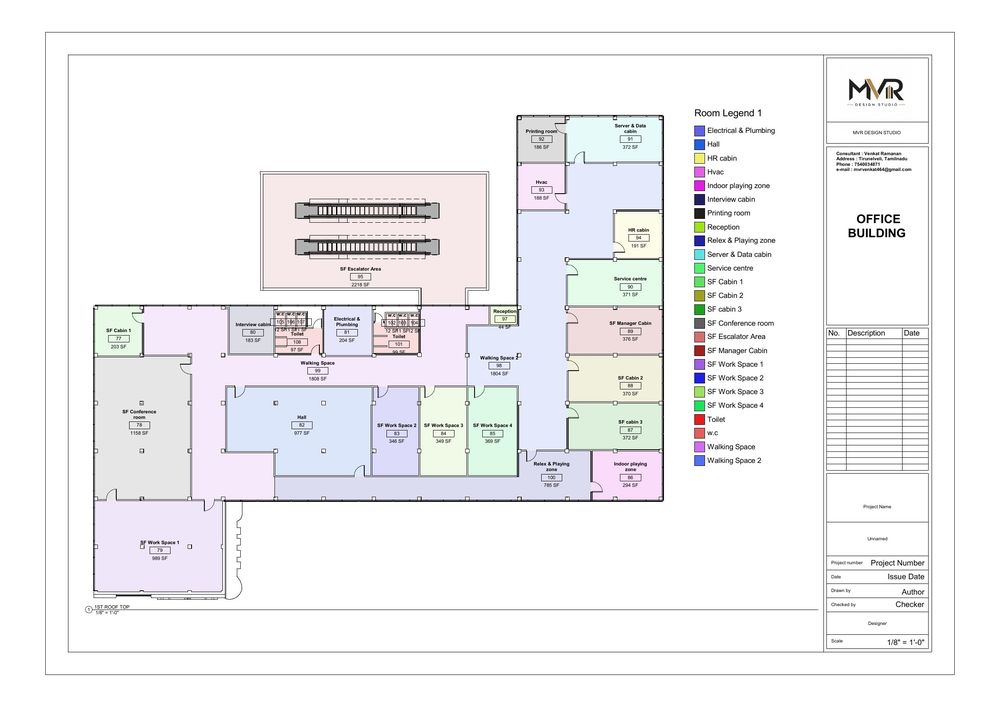 Printing room
92
186 SF
Server & Data
cabin
91
372 SF
Hvac
93
188 SF
HR cabin
94
191 SF
SF Escalator Area
95
2218 SF
Service centre
90
371 SF
SF Cabin 1
77
203 SF
Interview cabin
80
183 SF
w.c
w.c
w.c
Toilet
108
97 SF
Electrical &
Plumbing
81
204 SF
w.c
w.c
w.c
Toilet
101
99 SF
Reception
97
44 SF
SF Manager Cabin
89
376 SF
Walking Space
99
1808 SF
Walking Space 2
98
1804 SF
SF Cabin 2
88
370 SF
SF Conference
room
78
1158 SF
Hall
82
977 SF
SF Work Space 2
83
346 SF
SF Work Space 3
84
349 SF
SF Work Space 4
85
369 SF
SF cabin 3
87
372 SF
Relex & Playing
zone
100
785 SF
Indoor playing
zone
86
294 SF
SF Work Space 1
79
989 SF
1
1ST ROOF TOP
1/8" = 1'-0"
Room Legend 1
Electrical & Plumbing
Hall
HR cabin
Hvac
Indoor playing zone
Interview cabin
Printing room
Reception
Relex & Playing zone
Server & Data cabin
Service centre
SF Cabin 1
SF Cabin 2
SF cabin 3
SF Conference room
SF Escalator Area
SF Manager Cabin
SF Work Space 1
SF Work Space 2
SF Work Space 3
SF Work Space 4
Toilet
w.c
Walking Space
Walking Space 2
MVR
DESIGN STUDIO
MVR DESIGN STUDIO
Consultant : Venkat Ramanan
Address : Tirunelveli, Tamilnadu
Phone : 7540034871
e-mail : mvrvenkat464@gmail.com
OFFICE
BUILDING
No. Description Date
Project Name
Unnamed
Project number Project Number
Date Issue Date
Drawn by Author
Checked by Checker
Designer
Scale 1/8" = 1'-0"